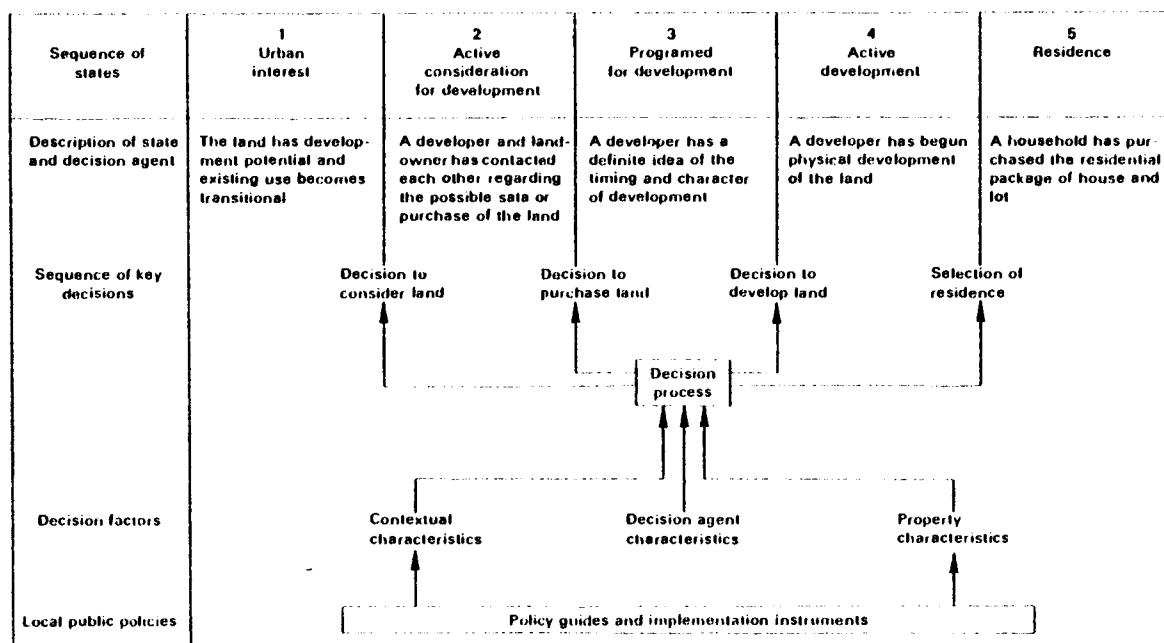 Sequence of
states
1
Urban
interest
2
Active
consideration
for development
3
Programed
for development
4
Active
development
5
Residence
Description of state
and decision agent
The land has develop-
ment potential and
existing use becomes
transitional
A developer and land-
owner has contacted
each other regarding
the possible sata or
purchase of the land
A developer has a
definite idea of the
timing and character
of development
A developer has begun
physical development
of the land
A household has pur-
chased the residential
package of house and
lot
Sequence of key
decisions
Decision to
consider land
Decision to
purchase land
Decision to
develop land
Selection of
residence
Decision
process
Decision factors
Contextual
characteristics
Decision agent
characteristics
Property
characteristics
Local public policies
Policy guides and implementation instruments